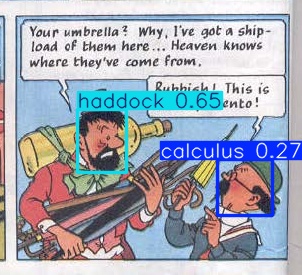 Your umbrella? Why, I've got a ship-
load of them here... Heaven knows
where they've come from.
Rubbish! This is
ento!
haddock 0.65
calculus 0.27